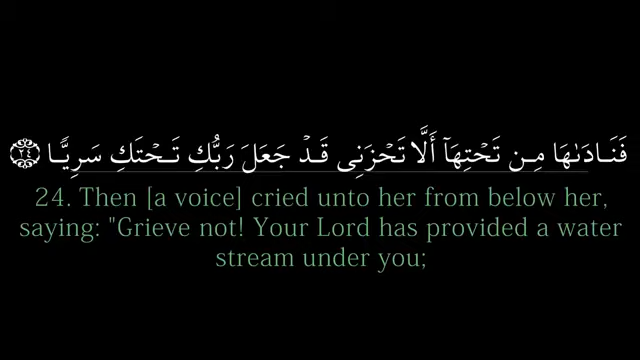 فَنَادَىٰهَا مِن تَحْتِهَآ أَلَّا تَحْزَنِى قَدْ جَعَلَ رَبُّكِ تَحْتَكِ سَرِيًّا ٢٤
24. Then [a voice] cried unto her from below her,
saying: "Grieve not! Your Lord has provided a water
stream under you;